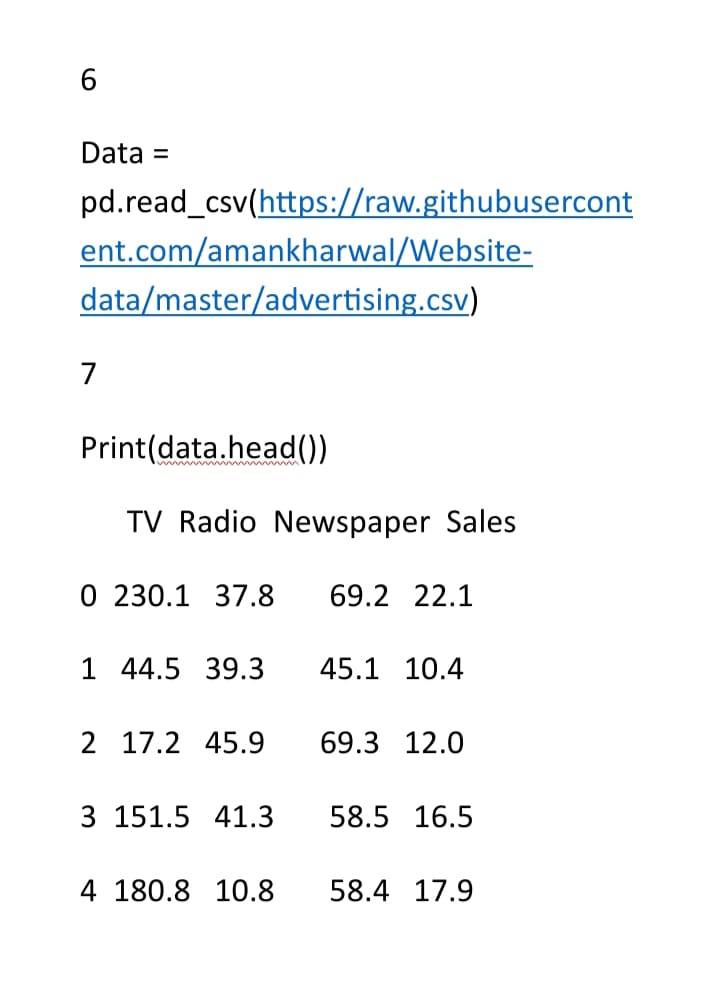 6
Data =
pd.read_csv(https://raw.githubusercont
ent.com/amankharwal/Website-
data/master/advertising.csv)
7
Print(data.head())
TV Radio Newspaper Sales
0 230.1 37.8 69.2 22.1
1 44.5 39.3 45.1 10.4
2 17.2 45.9 69.3 12.0
3 151.5 41.3 58.5 16.5
4 180.8 10.8 58.4 17.9